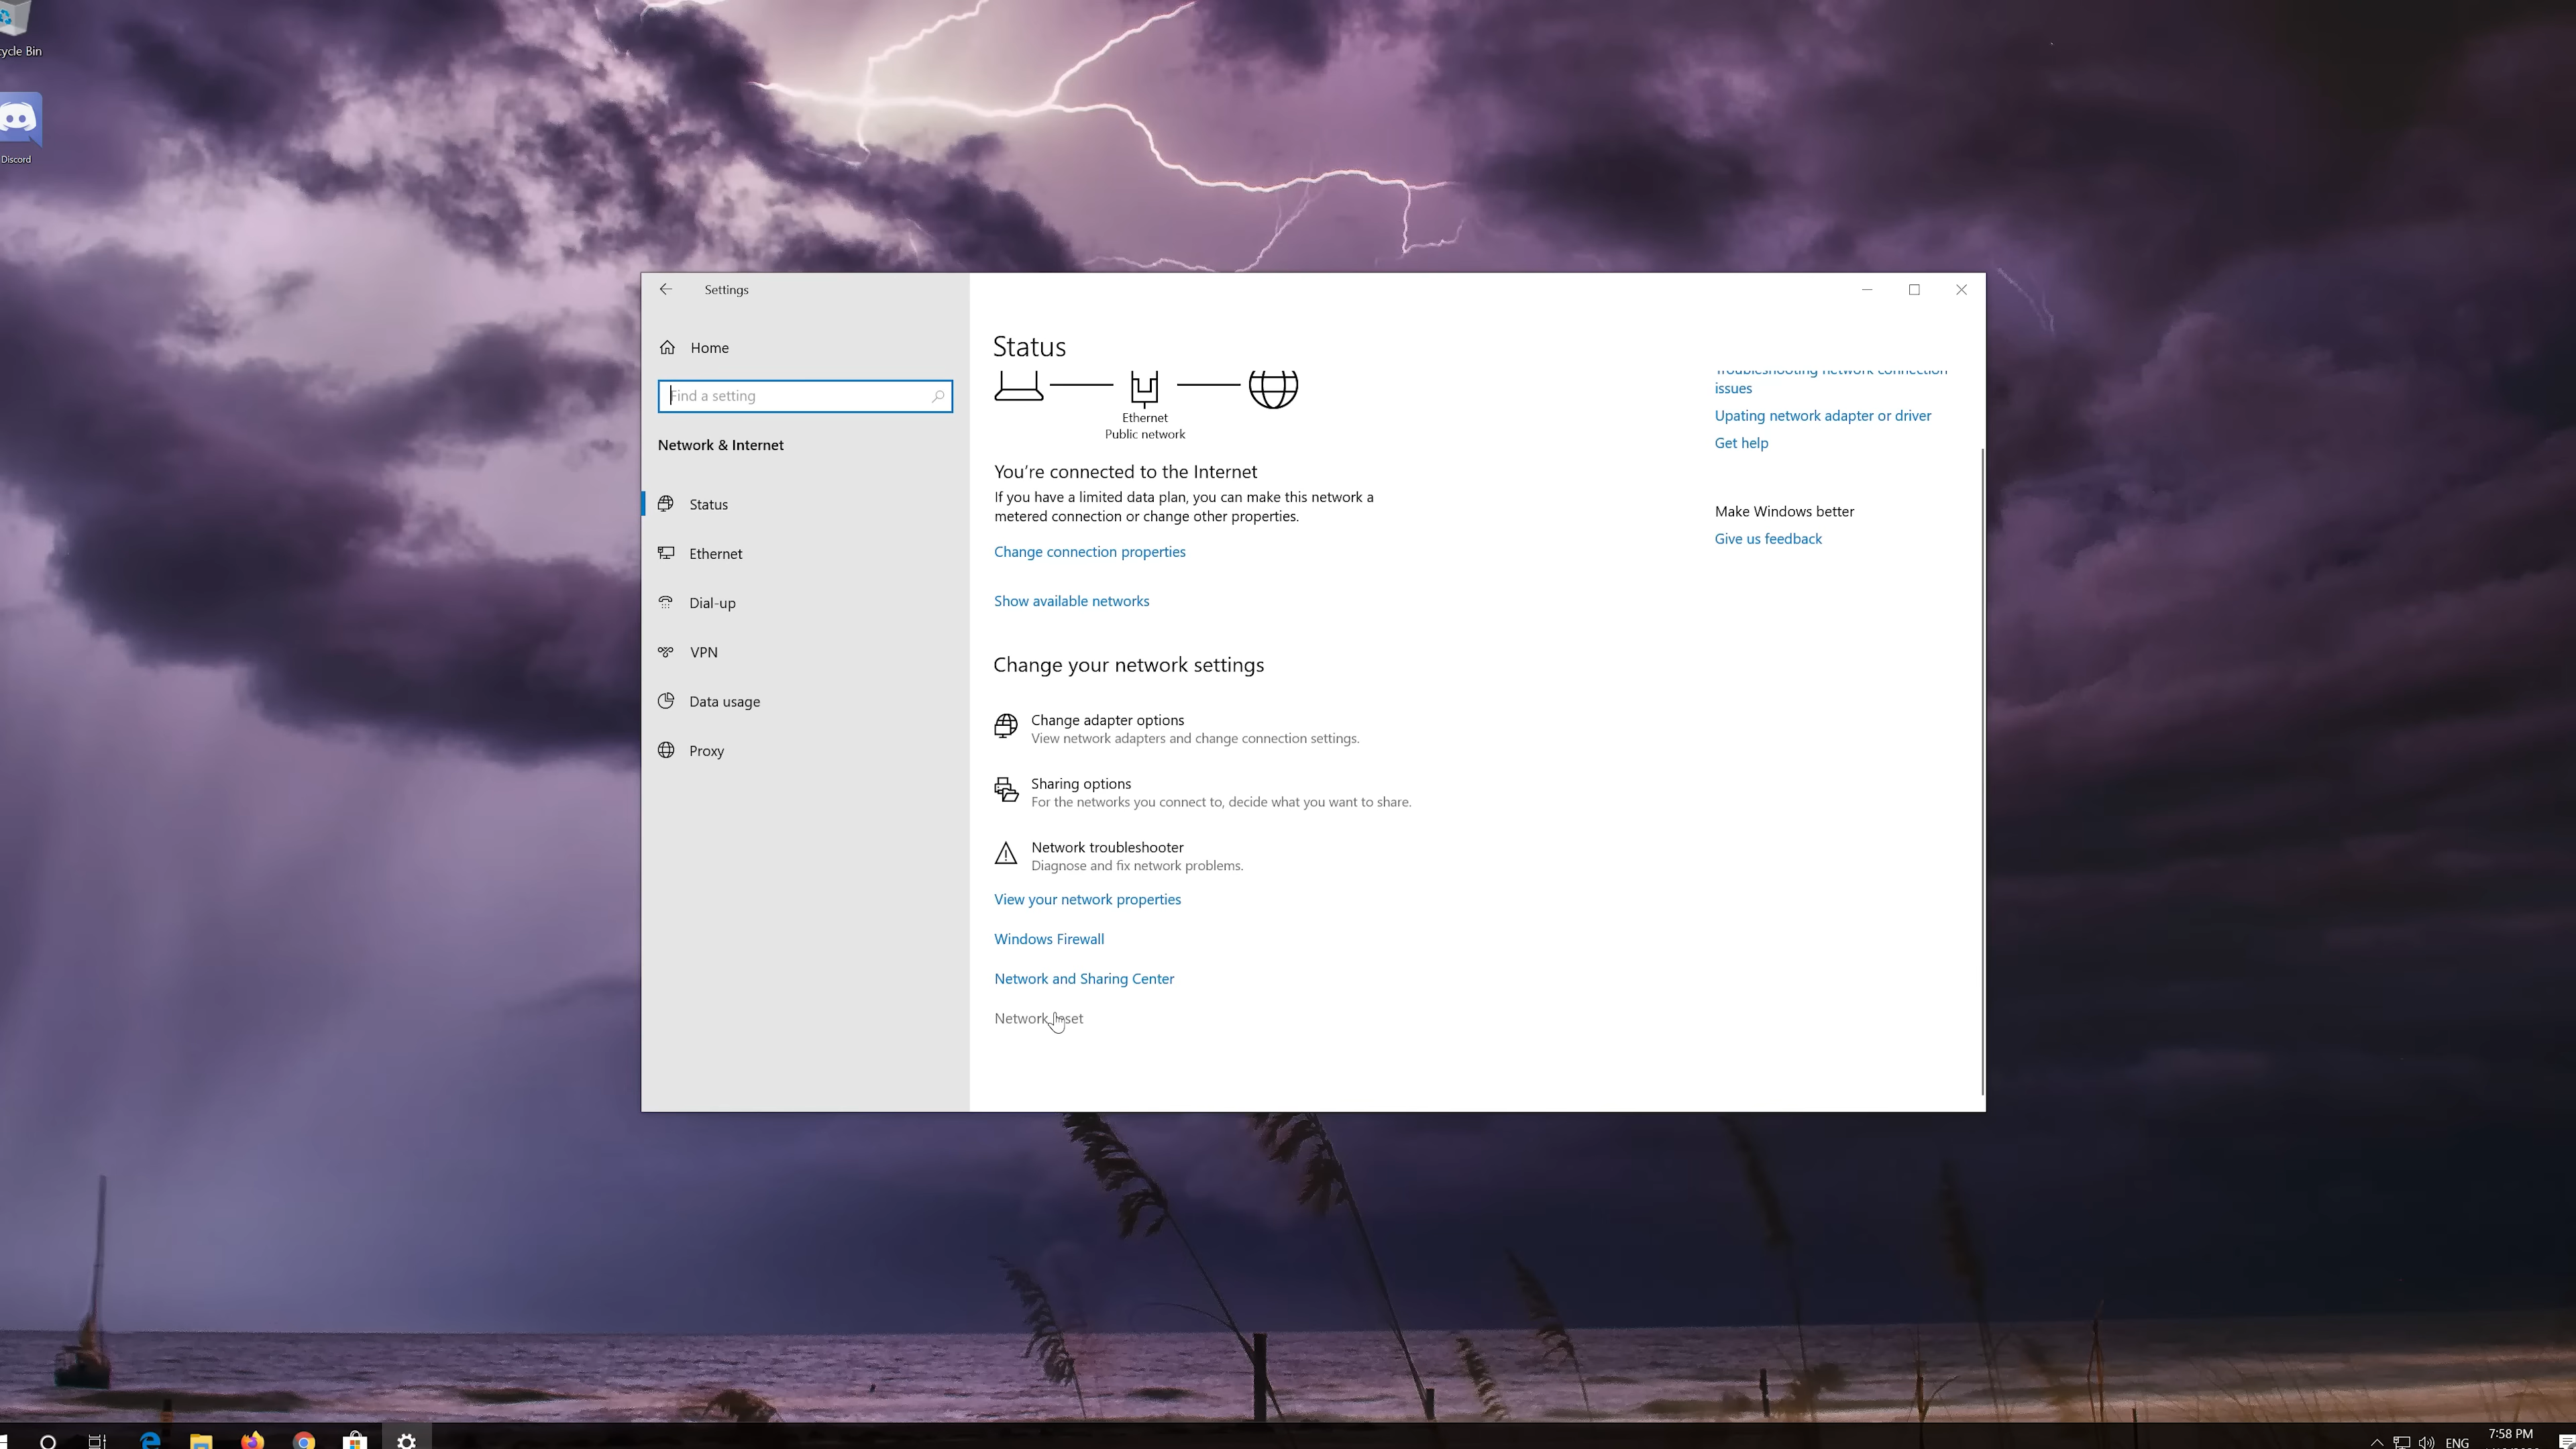 cycle Bin
Discord
Settings
Home
Find a setting
Network & Internet
Status
Ethernet
Dial-up
VPN
Data usage
Proxy
Status
Ethernet
Public network
You're connected to the Internet
If you have a limited data plan, you can make this network a
metered connection or change other properties.
Change connection properties
Show available networks
Change your network settings
Change adapter options
View network adapters and change connection settings.
Sharing options
For the networks you connect to, decide what you want to share.
Network troubleshooter
Diagnose and fix network problems.
View your network properties
Windows Firewall
Network and Sharing Center
Network reset
Troubleshooting network connection
issues
Upating network adapter or driver
Get help
Make Windows better
Give us feedback
ENG
7:58 PM